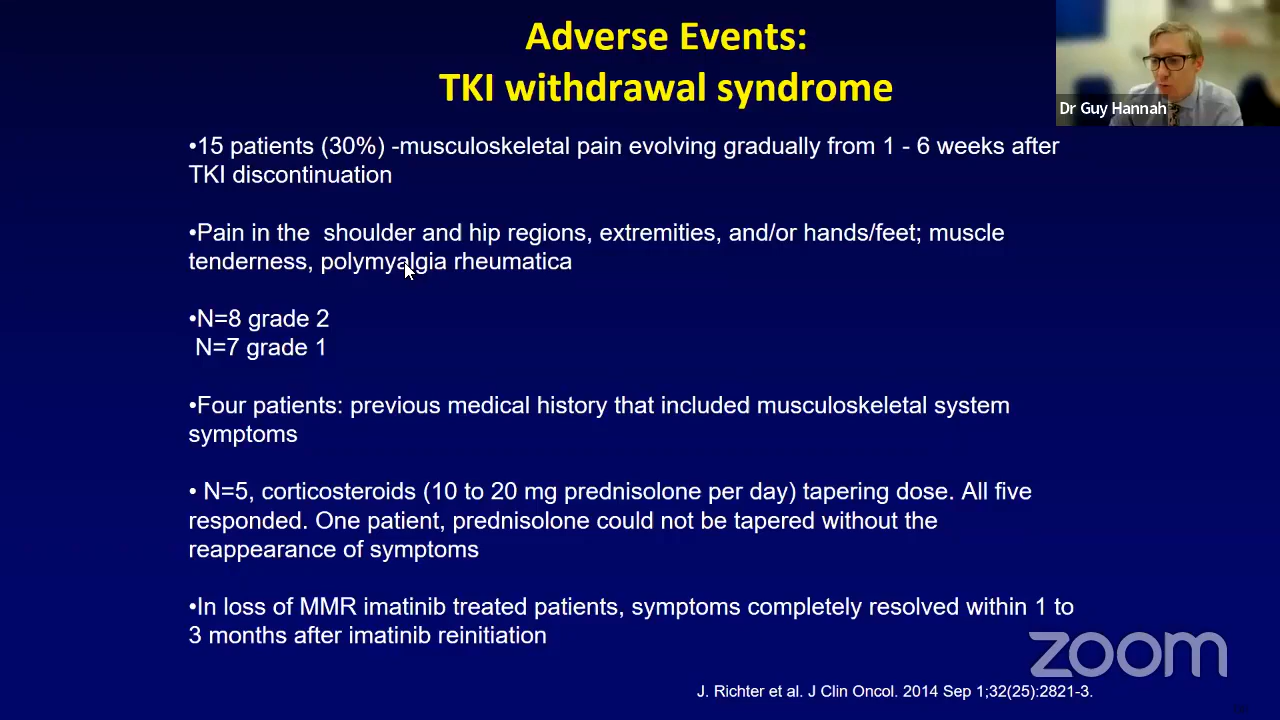 Adverse Events:
TKI withdrawal syndrome
Dr Guy Hannah
•15 patients (30%) -musculoskeletal pain evolving gradually from 1 - 6 weeks after
TKI discontinuation
•Pain in the  shoulder and hip regions, extremities, and/or hands/feet; muscle
tenderness, polymyalgia rheumatica
•N=8 grade 2
N=7 grade 1
•Four patients: previous medical history that included musculoskeletal system
symptoms
• N=5, corticosteroids (10 to 20 mg prednisolone per day) tapering dose. All five
responded. One patient, prednisolone could not be tapered without the
reappearance of symptoms
•In loss of MMR imatinib treated patients, symptoms completely resolved within 1 to
3 months after imatinib reinitiation
zoom
J. Richter et al. J Clin Oncol. 2014 Sep 1;32(25):2821-3.